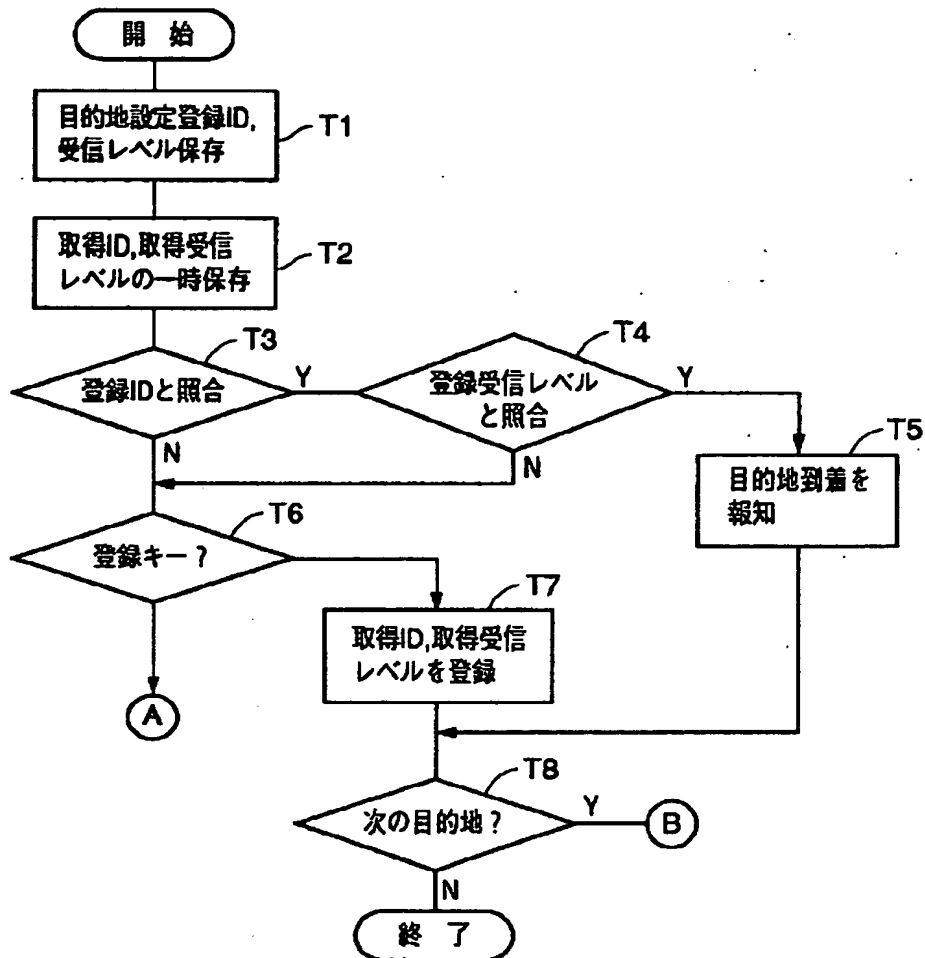 開 始
目的地設定登録ID,
受信レベル保存
T1
取得ID,取得受信
レベルの一時保存
T2
T3
登録IDと照合
Y
N
T4
登録受信レベル
と照合
Y
N
T5
目的地到着を
報知
T6
登録キー?
A
T7
取得ID,取得受信
レベルを登録
T8
次の目的地?
Y
B
N
終 了